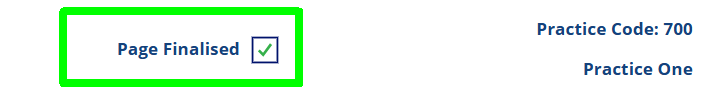 Page Finalised
Practice Code: 700
Practice One